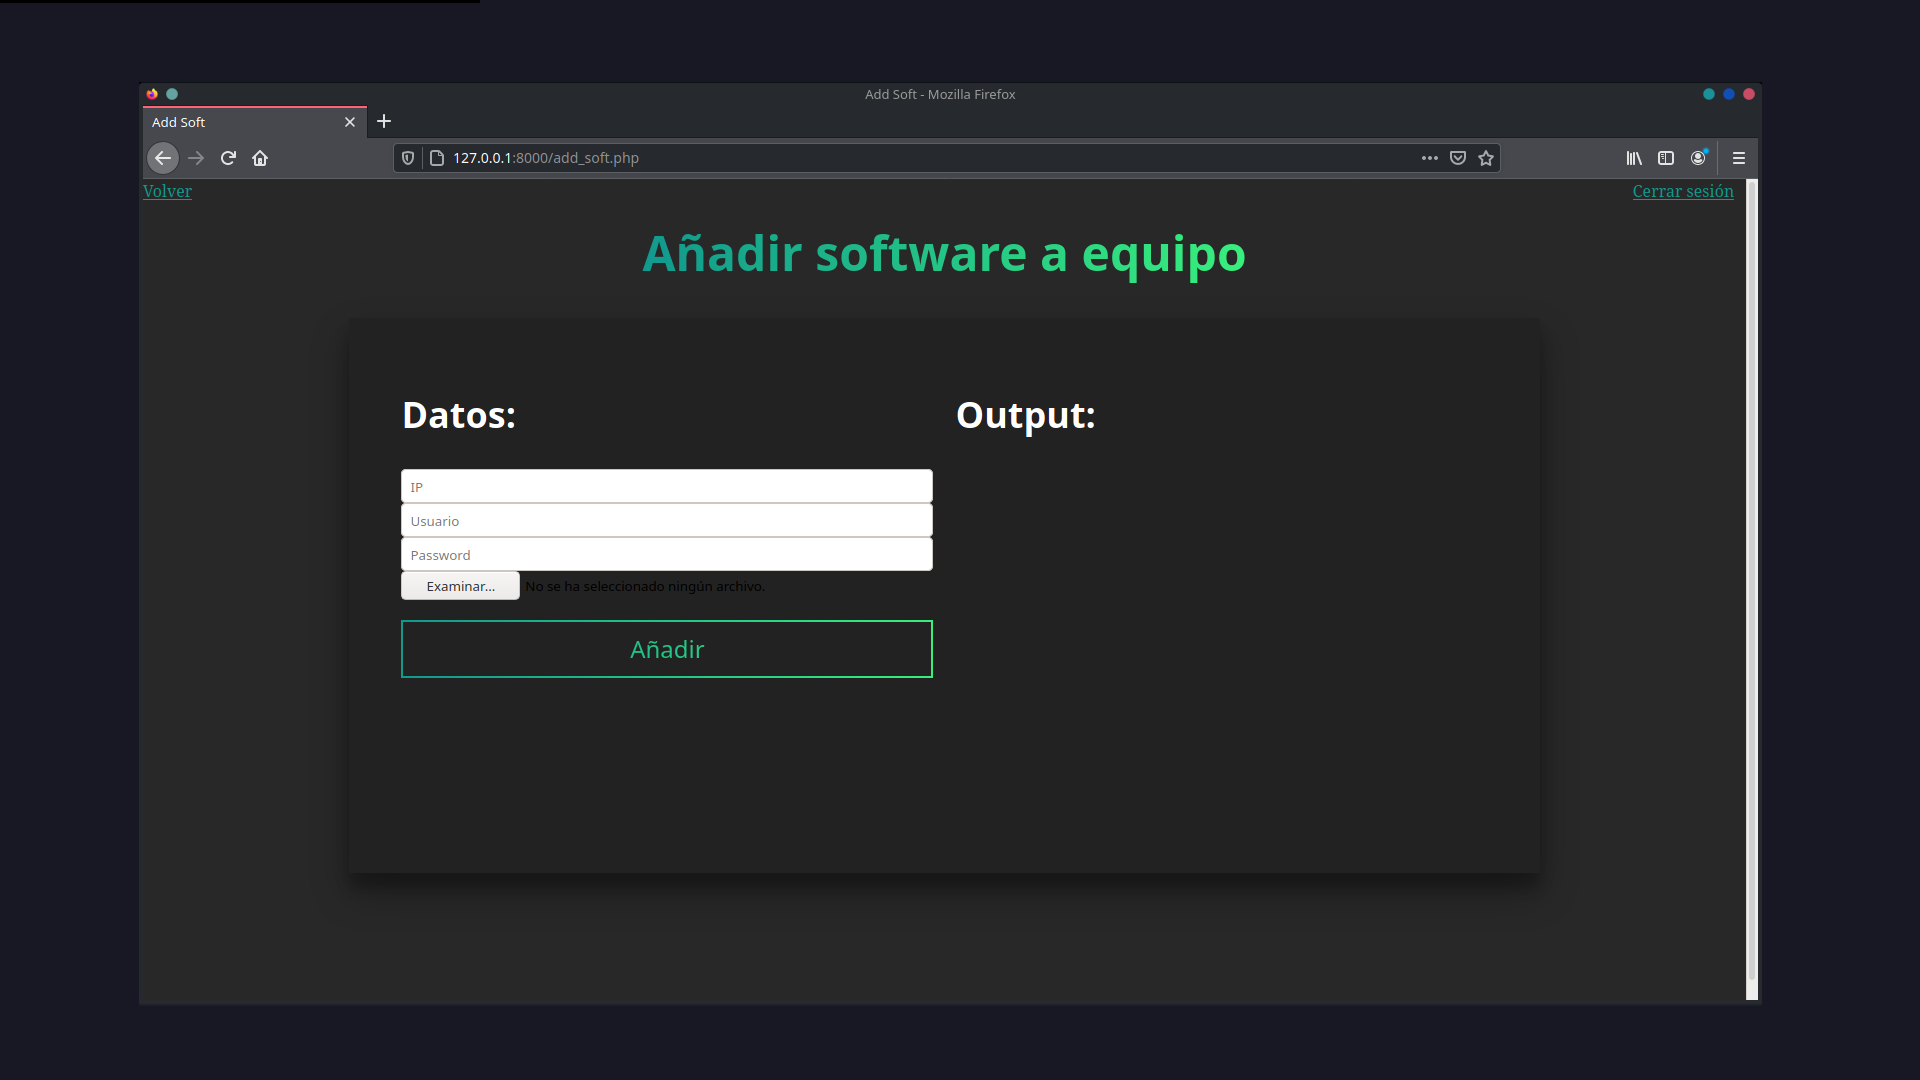 Add Soft - Mozilla Firefox
Add Soft
127.0.0.1:8000/add_soft.php
Volver
Cerrar sesión
Añadir software a equipo
Datos:
Output:
IP
Usuario
Password
Examinar... No se ha seleccionado ningún archivo.
Añadir